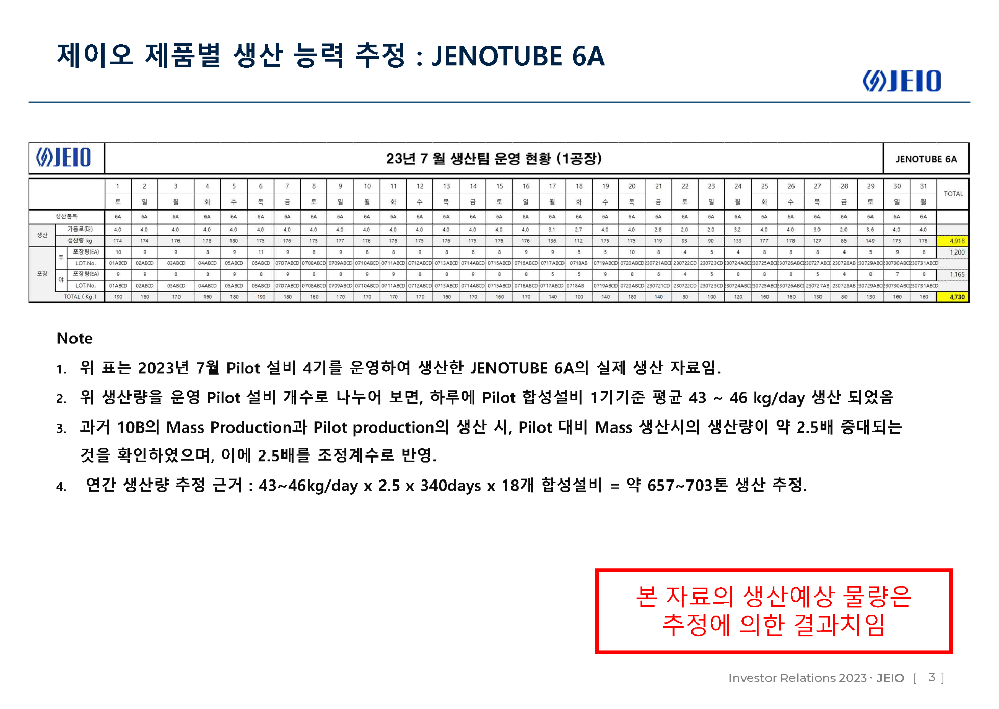 제이오 제품별 생산 능력 추정 : JENOTUBE 6A
JEIO
JEIO 23년 7 월 생산팀 운영 현황 (1공장) JENOTUBE 6A
1 2 3 4 5 6 7 8 9 10 11 12 13 14 15 16 17 18 19 20 21 22 23 24 25 26 27 28 29 30 31 TOTAL
토 일 월 화 수 목 금 토 일 월 화 수 목 금 토 일 월 화 수 목 금 토 일 월 화 수 목 금 토 일 월
생산품목 6A 6A 6A 6A 6A 6A 6A 6A 6A 6A 6A 6A 6A 6A 6A 6A 6A 6A 6A 6A 6A 6A 6A 6A 6A 6A 6A 6A 6A 6A 6A
생산 가동로(대) 4.0 4.0 4.0 4.0 4.0 4.0 4.0 4.0 4.0 4.0 4.0 4.0 4.0 4.0 4.0 4.0 3.1 2.7 4.0 4.0 2.8 2.0 2.0 3.2 4.0 4.0 3.0 2.0 3.6 4.0 4.0
생산량 kg 174 174 176 178 180 175 176 175 177 176 176 175 176 175 176 176 136 112 175 175 119 93 90 133 177 178 127 86 149 175 176 4,918
포장 주 포장량(EA) 10 9 9 8 9 11 9 8 9 8 8 9 8 8 8 9 9 5 5 10 8 4 5 4 8 8 8 4 5 9 8 1,200
LOT.No. 01ABCD 02ABCD 03ABCD 04ABCD 05ABCD 06ABCD 0707ABCD 0708ABCD 0709ABCD 0710ABCD 0711ABCD 0712ABCD 0713ABCD 0714ABCD 0715ABCD 0716ABCD 0717ABCD 0718AB 0719ABCD 0720ABCD 230721ABCD 230722CD 230723CD 230724ABCD 230725ABCD 230726ABCD 230727ABCD 230728AB 230729ABCD 230730ABCD 230731ABCD
야 포장량(EA) 9 9 8 8 9 8 9 8 8 9 9 8 8 9 8 8 5 5 9 8 6 4 5 8 8 8 5 4 8 7 8 1,165
LOT.No. 01ABCD 02ABCD 03ABCD 04ABCD 05ABCD 06ABCD 0707ABCD 0708ABCD 0709ABCD 0710ABCD 0711ABCD 0712ABCD 0713ABCD 0714ABCD 0715ABCD 0716ABCD 0717ABCD 0718AB 0719ABCD 0720ABCD 230721CD 230722CD 230723CD 230724ABCD 230725ABCD 230726ABCD 230727AB 230728AB 230729ABCD 230730ABCD 230731ABCD
TOTAL ( Kg ) 190 180 170 160 180 190 180 160 170 170 170 170 160 170 160 170 140 100 140 180 140 80 100 120 160 160 130 80 130 160 160 4,730
Note
1. 위 표는 2023년 7월 Pilot 설비 4기를 운영하여 생산한 JENOTUBE 6A의 실제 생산 자료임.
2. 위 생산량을 운영 Pilot 설비 개수로 나누어 보면, 하루에 Pilot 합성설비 1기기준 평균 43 ~ 46 kg/day 생산 되었음
3. 과거 10B의 Mass Production과 Pilot production의 생산 시, Pilot 대비 Mass 생산시의 생산량이 약 2.5배 증대되는
것을 확인하였으며, 이에 2.5배를 조정계수로 반영.
4. 연간 생산량 추정 근거 : 43~46kg/day x 2.5 x 340days x 18개 합성설비 = 약 657~703톤 생산 추정.
본 자료의 생산예상 물량은
추정에 의한 결과치임
Investor Relations 2023 · JEIO [ 3 ]